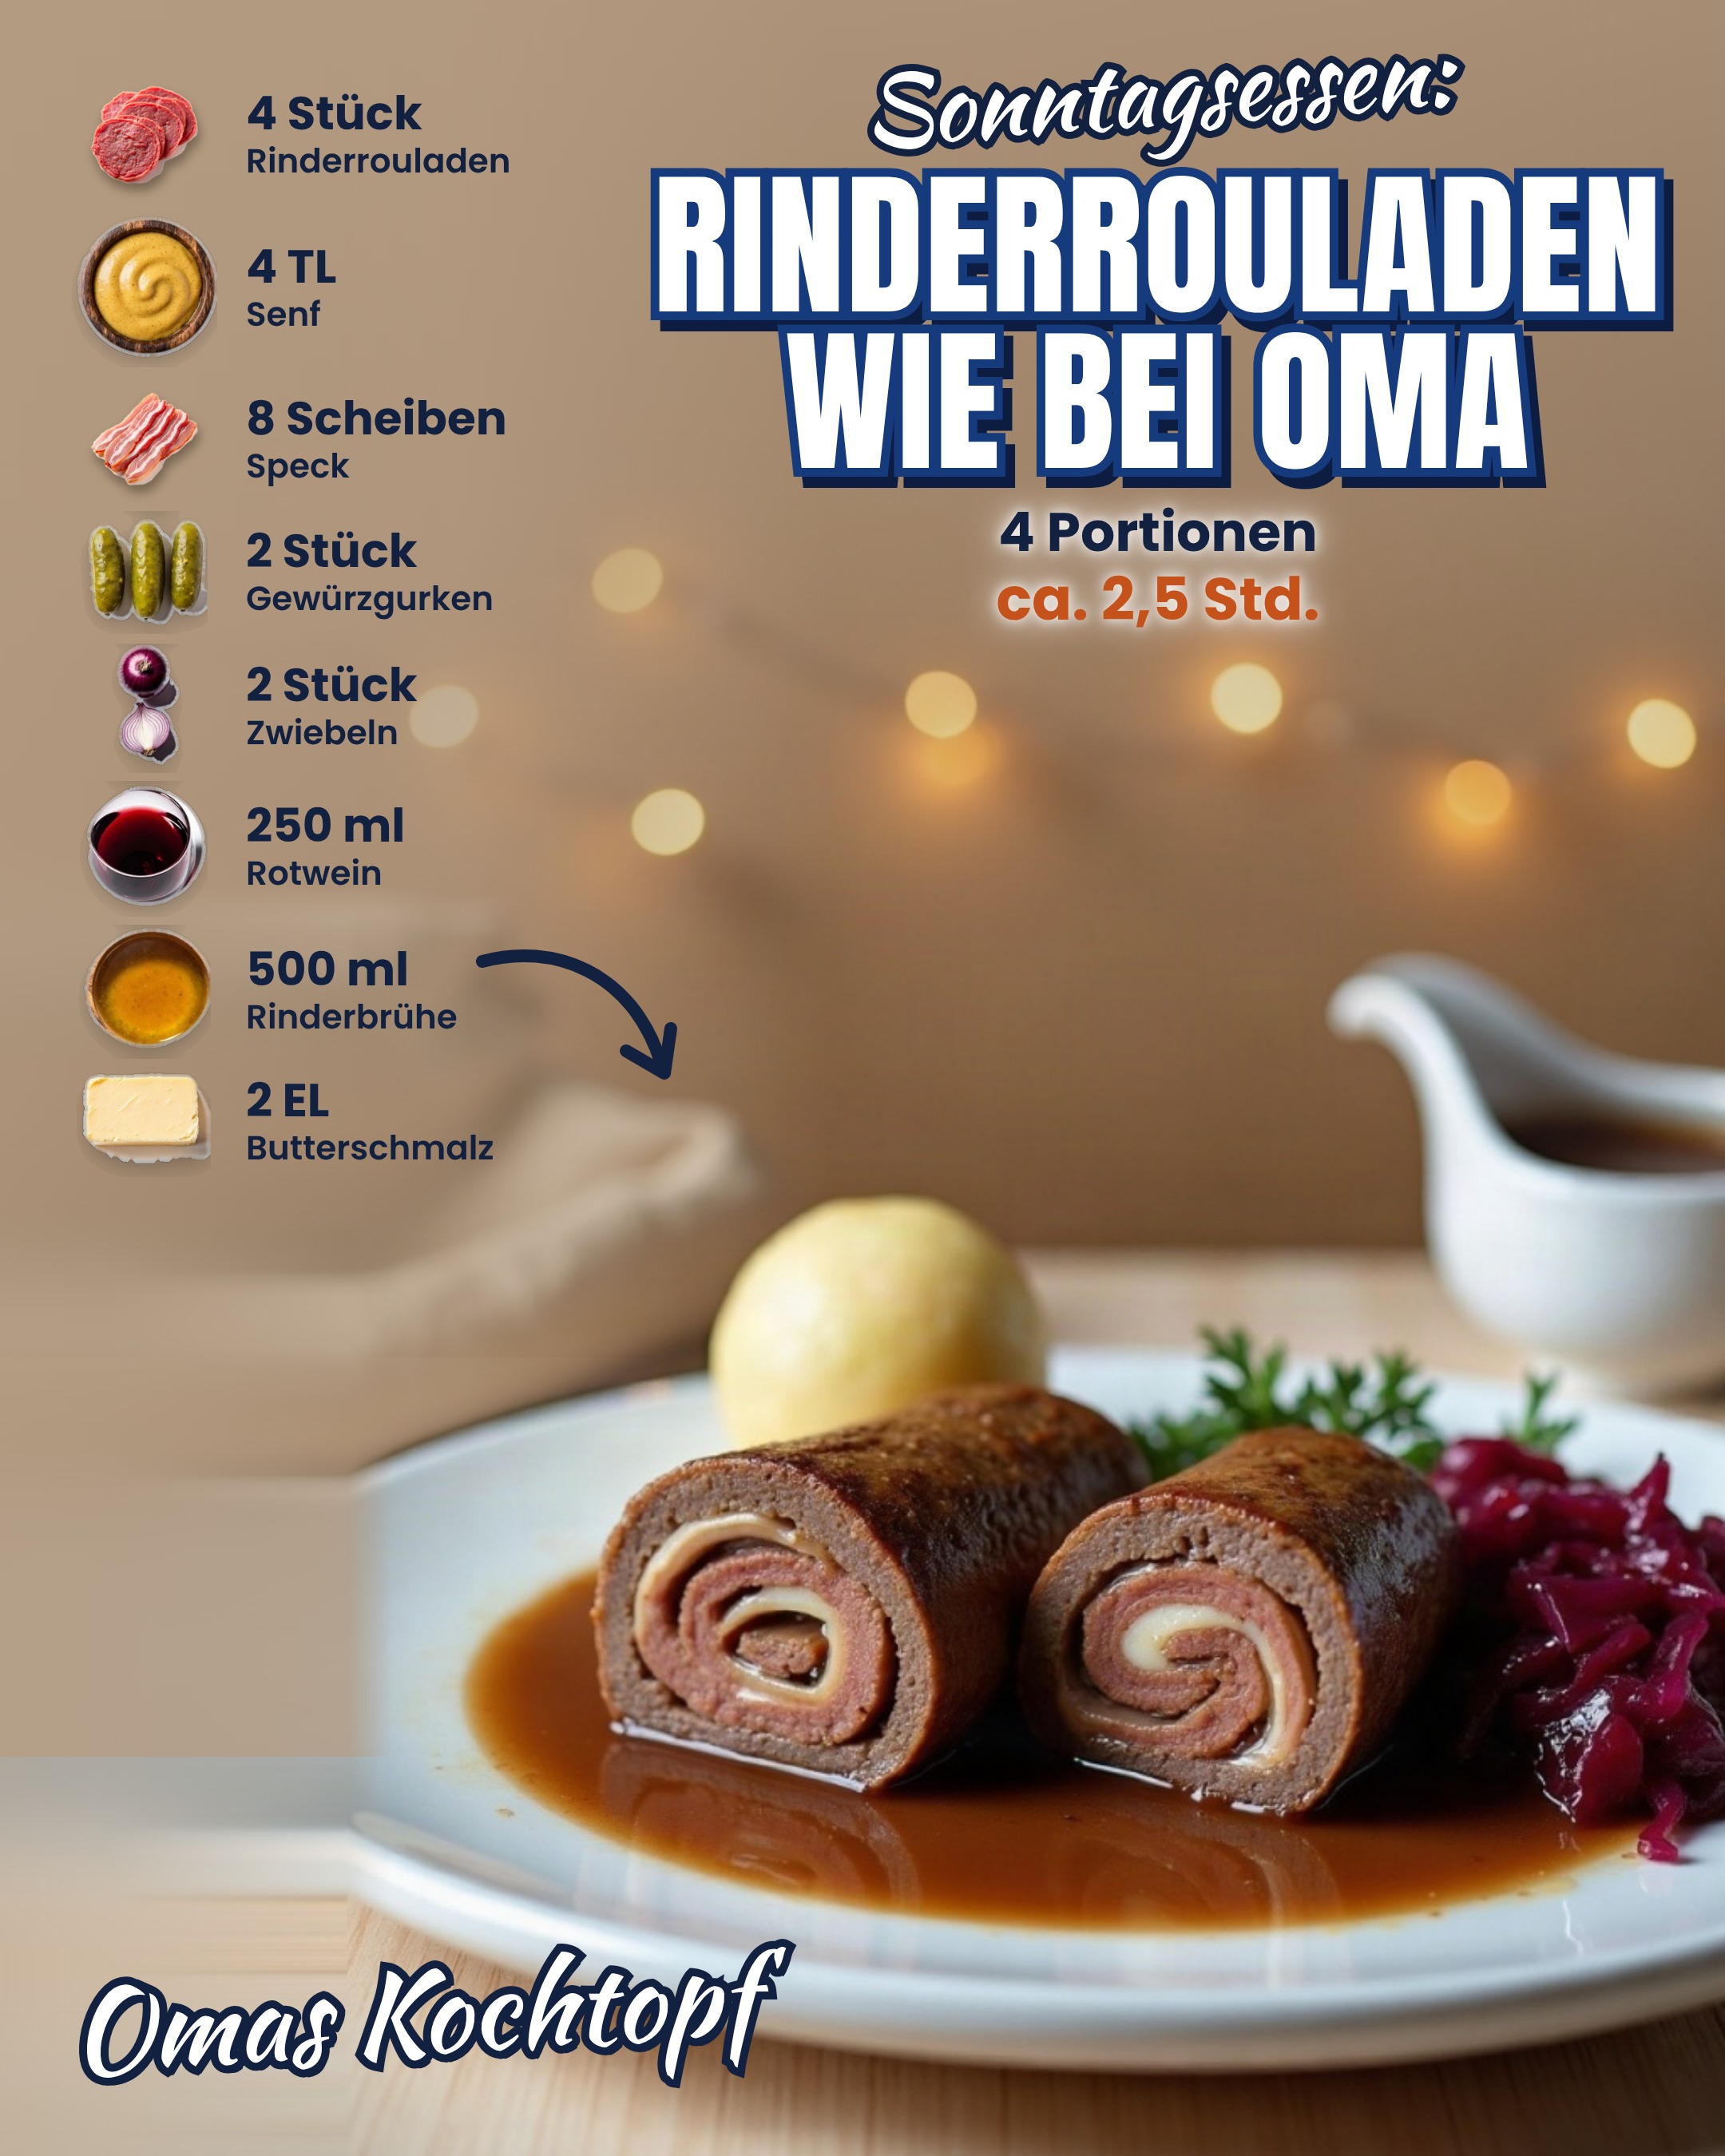 Sonntagsessen:
RINDERROULADEN
WIE BEI OMA
4 Portionen
ca. 2,5 Std.
4 Stück
Rinderrouladen
4 TL
Senf
8 Scheiben
Speck
2 Stück
Gewürzgurken
2 Stück
Zwiebeln
250 ml
Rotwein
500 ml
Rinderbrühe
2 EL
Butterschmalz
Omas Kochtopf